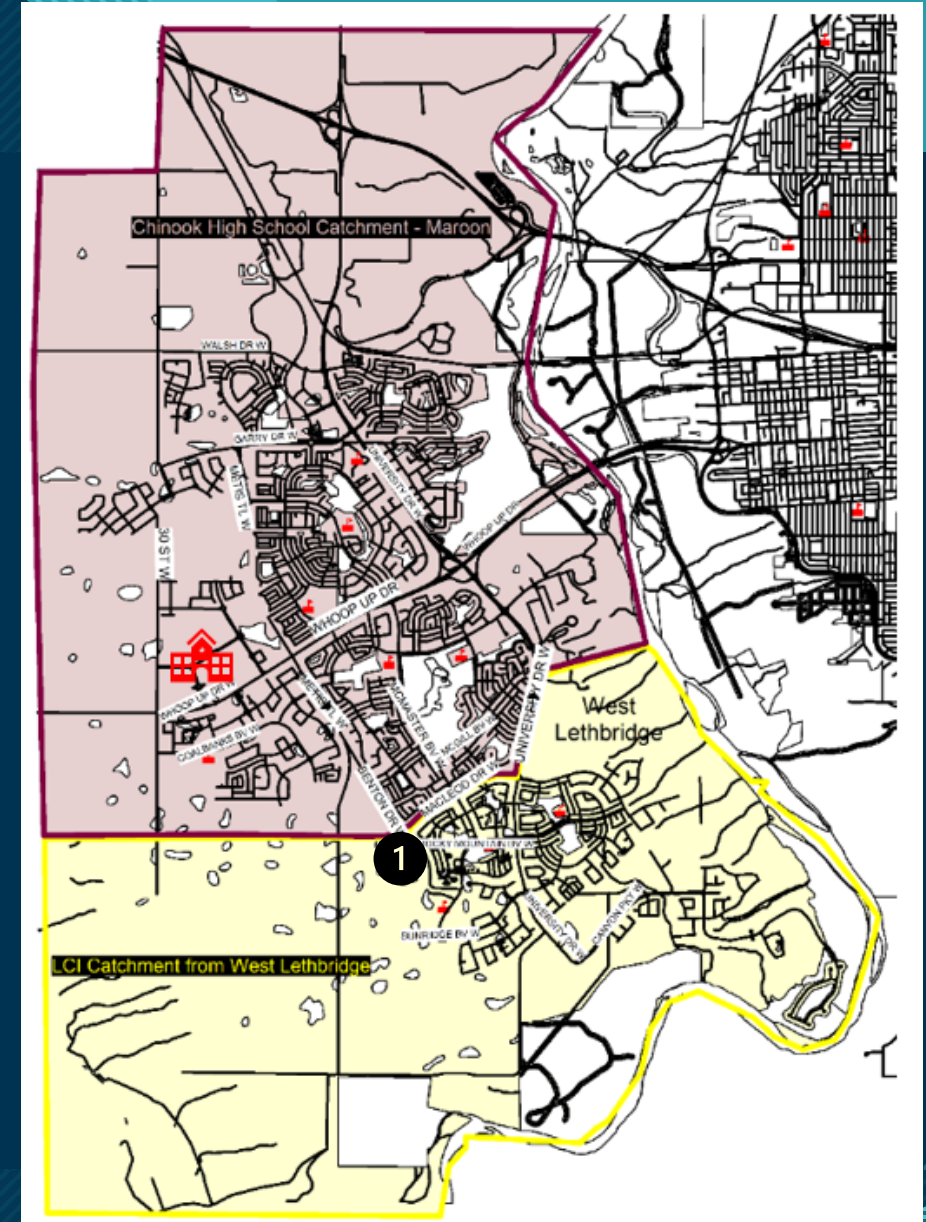 Chinook High School Catchment - Maroon
WALSH DR W
GARRY DR W
METIS TL W
UNIVERSITY DR W
30 ST W
WHOOP UP DR
WHOOP UP DR
WHOOP UP DR W
COALBANKS BV W
MCMASTER BV W
MCGILL BV W
UNIVERSITY DR W
MACLEOD DR W
BENTON DR
West
Lethbridge
1
ROCKY MOUNTAIN BV W
UNIVERSITY DR W
CANYON PKY W
SUNRIDGE BV W
LCI Catchment from West Lethbridge